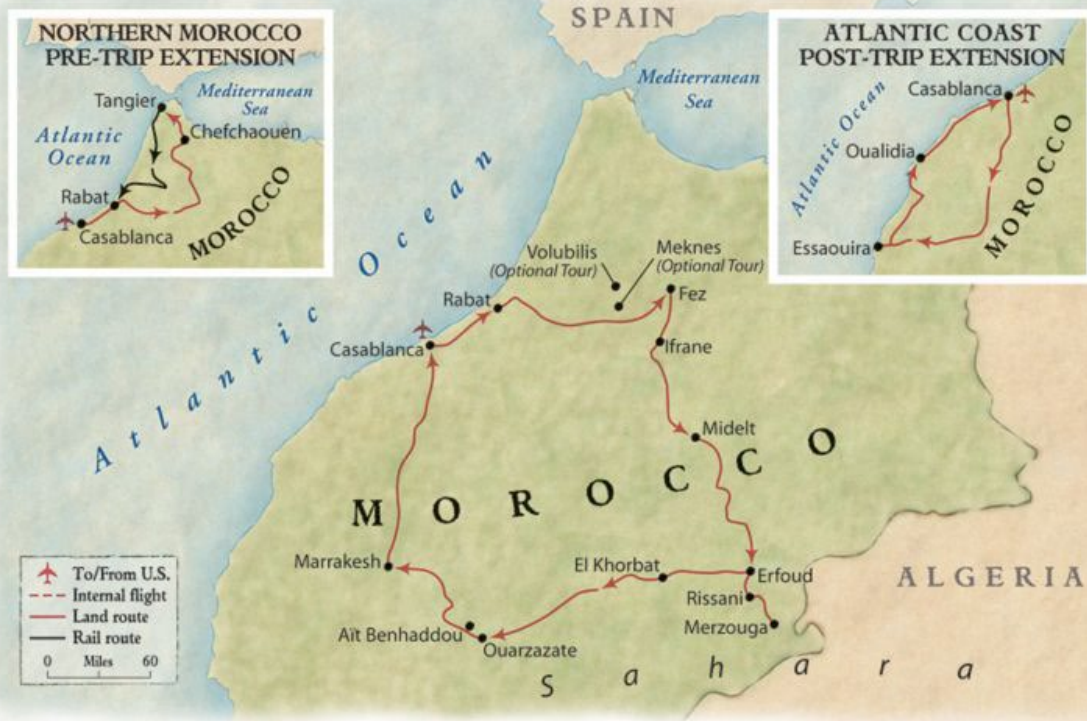 SPAIN
NORTHERN MOROCCO
PRE-TRIP EXTENSION
Tangier
Mediterranean
Sea
Chefchaouen
Atlantic
Ocean
Rabat
Casablanca
MOROCCO
Mediterranean
Sea
ATLANTIC COAST
POST-TRIP EXTENSION
Casablanca
Atlantic Ocean
Oualidia
Essaouira
MOROCCO
Atlantic Ocean
Volubilis
(Optional Tour)
Meknes
(Optional Tour)
Rabat
Fez
Casablanca
Ifrane
Midelt
MOROCCO
Marrakesh
El Khorbat
Erfoud
Rissani
Merzouga
Aït Benhaddou
Ouarzazate
ALGERIA
Sahara
To/From U.S.
Internal flight
Land route
Rail route
0 Miles 60